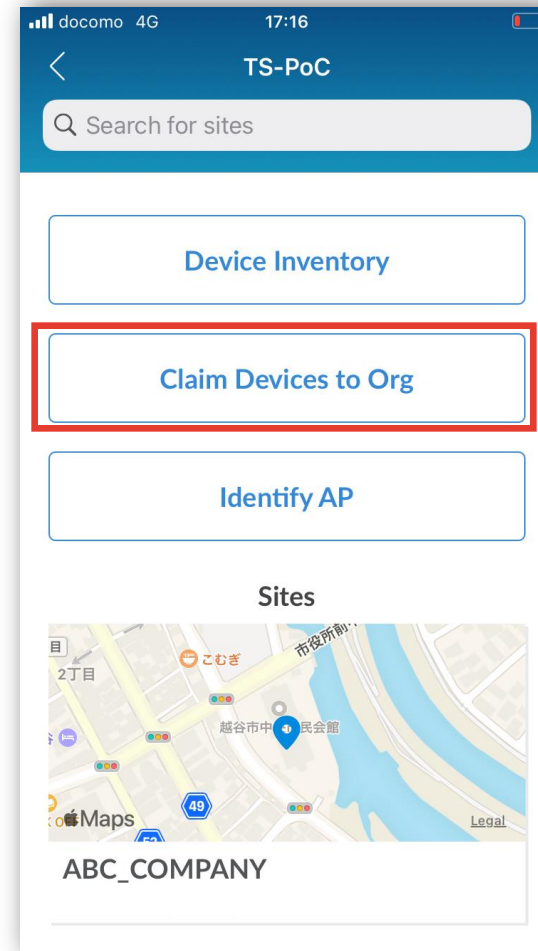 docomo 4G 17:16
TS-PoC
Search for sites
Device Inventory
Claim Devices to Org
Identify AP
Sites
目
2丁目
こむぎ
市役所前
越谷市中
民会館
49
52
Maps
Legal
ABC_COMPANY